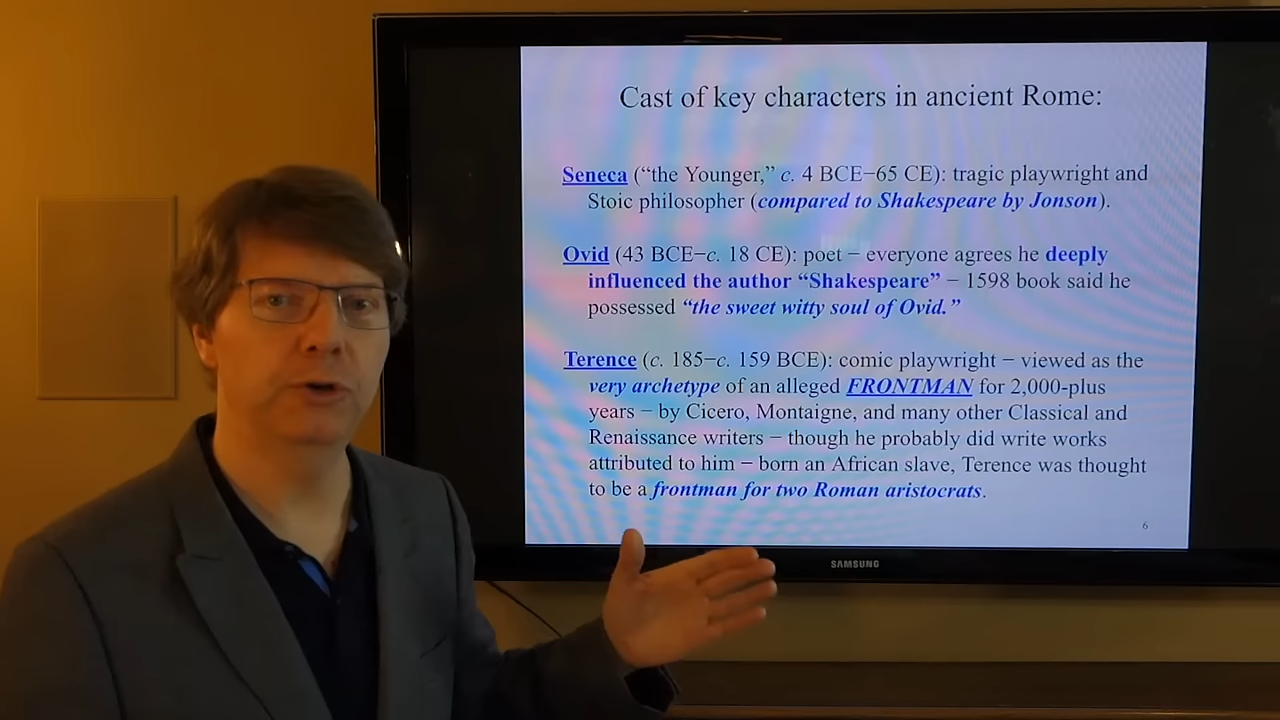 Cast of key characters in ancient Rome:
Seneca (“the Younger,” c. 4 BCE–65 CE): tragic playwright and
Stoic philosopher (compared to Shakespeare by Jonson).
Ovid (43 BCE–c. 18 CE): poet – everyone agrees he deeply
influenced the author “Shakespeare” – 1598 book said he
possessed “the sweet witty soul of Ovid.”
Terence (c. 185–c. 159 BCE): comic playwright – viewed as the
very archetype of an alleged FRONTMAN for 2,000-plus
years – by Cicero, Montaigne, and many other Classical and
Renaissance writers – though he probably did write works
attributed to him – born an African slave, Terence was thought
to be a frontman for two Roman aristocrats.
6
SAMSUNG